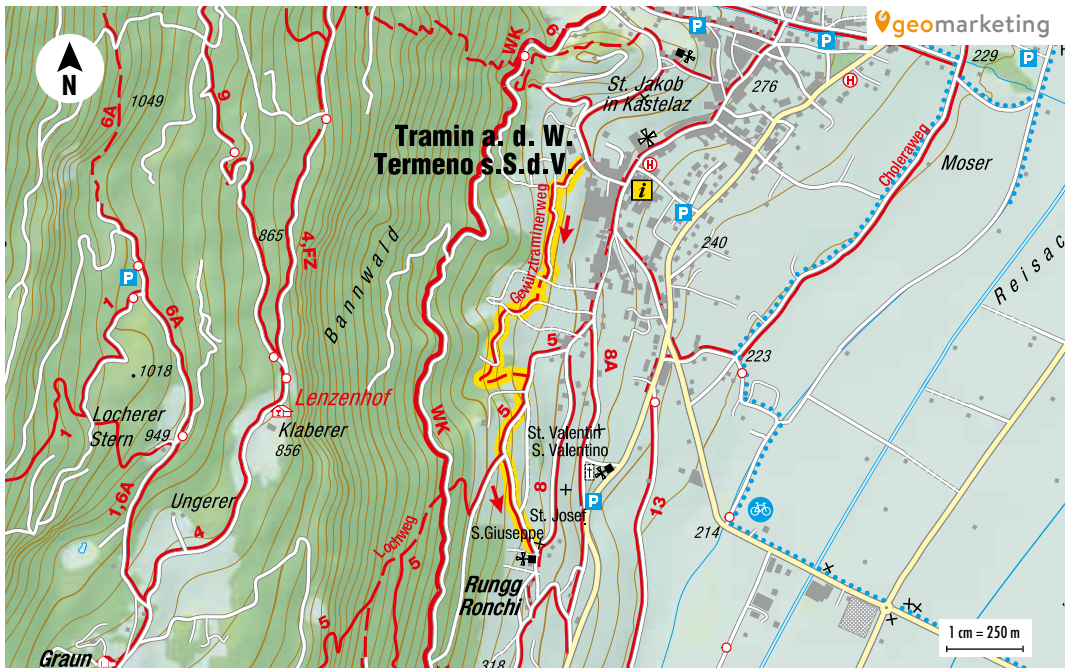 geomarketing
N
P
P
P
229
H
WK
6
6A
1049
9
St. Jakob
in Kastelaz
276
H
Tramin a. d. W.
Termeno s.S.d.V.
H
i
Choleraweg
Moser
P
240
Gewürztraminerweg
865
4,FZ
Bannwald
Reisac
P
1
6A
5
8A
223
1018
Lenzenhof
Klaberer
856
Locherer
Stern
949
1
WK
5
St. Valentin
S. Valentino
P
8
13
1,6A
Ungerer
4
St. Josef
S.Giuseppe
214
Lochweg
5
Rungg
Ronchi
5
318
Graun
1 cm = 250 m